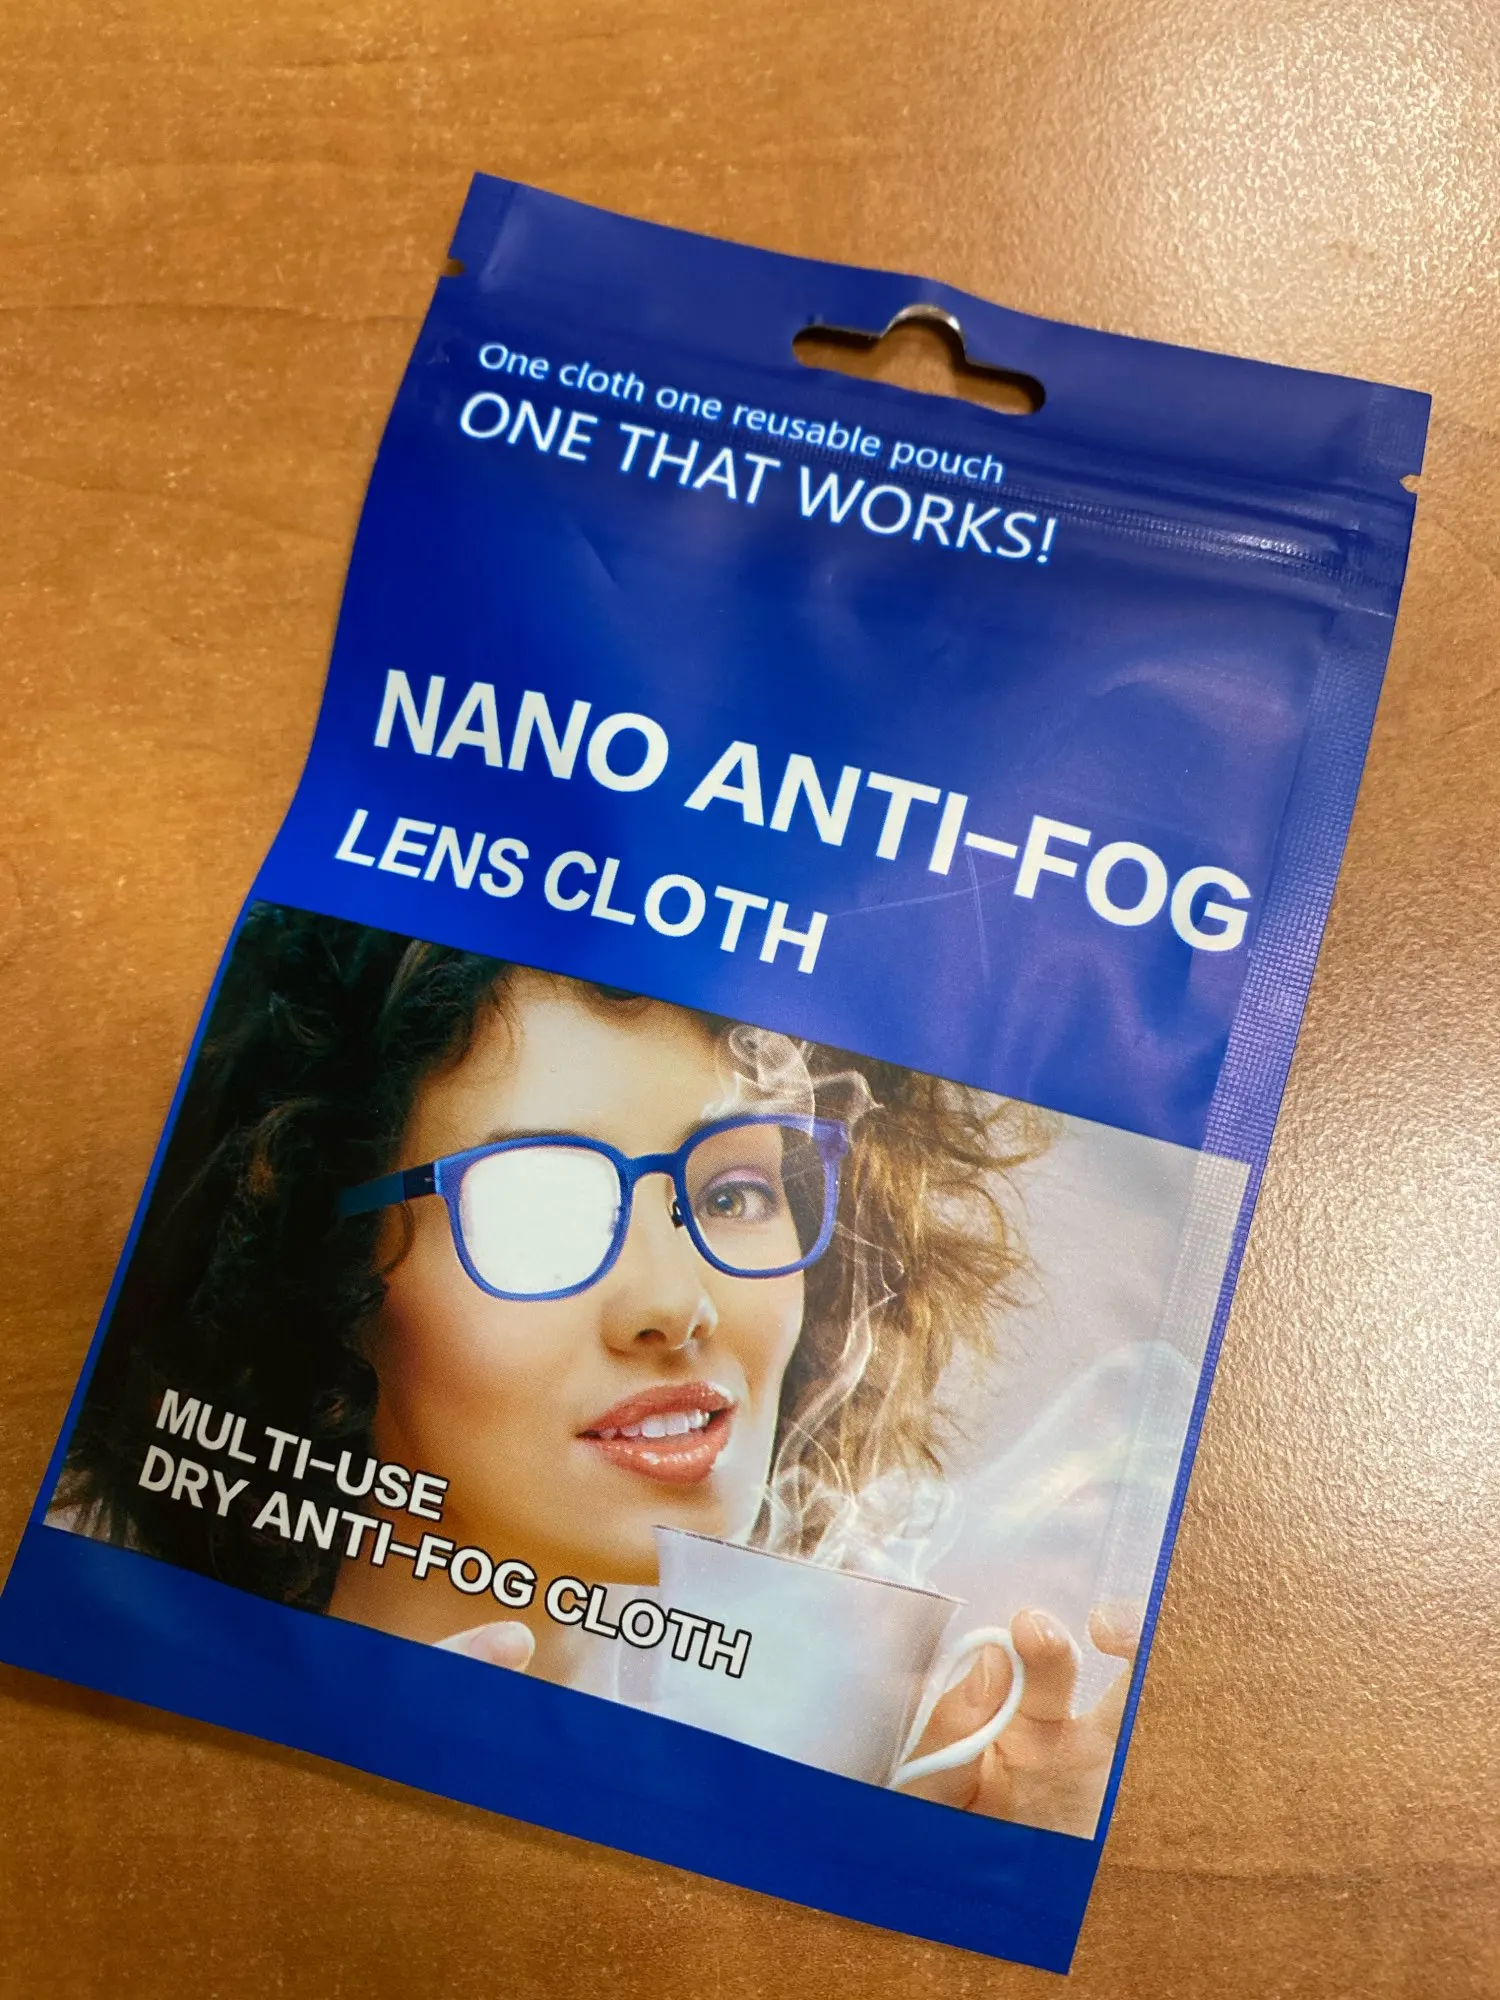 One cloth one reusable pouch
ONE THAT WORKS!
NANO ANTI-FOG
LENS CLOTH
MULTI-USE
DRY ANTI-FOG CLOTH